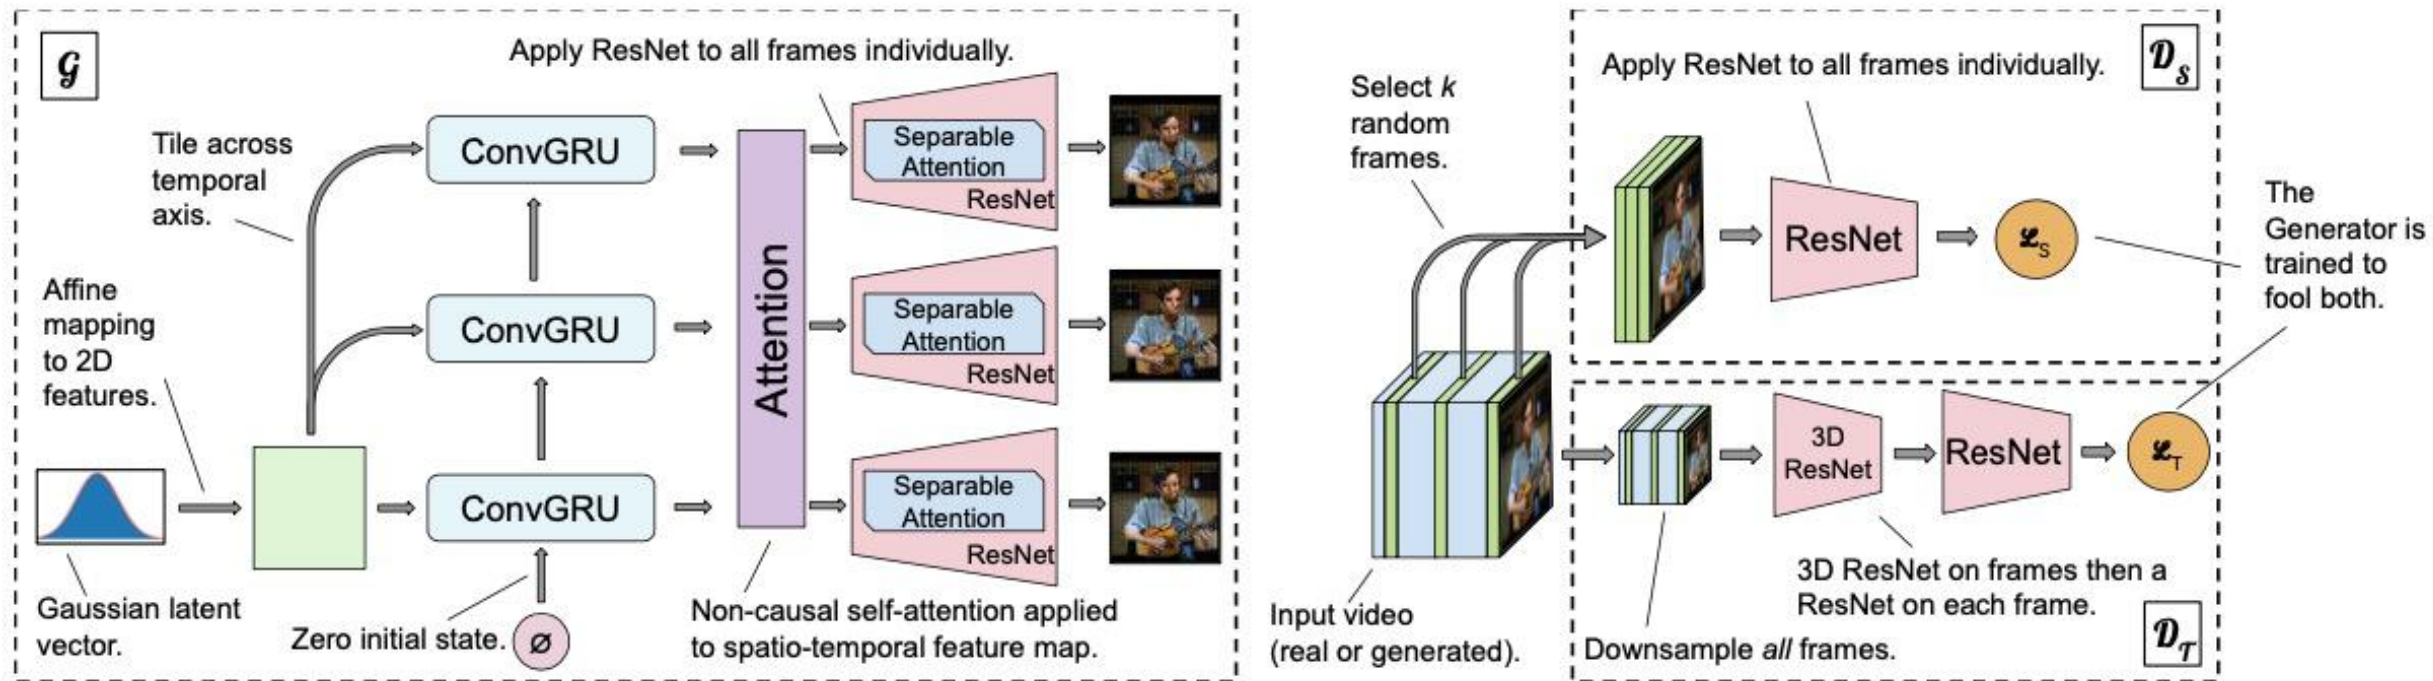 𝒢
Apply ResNet to all frames individually.
Tile across
temporal
axis.
Affine
mapping
to 2D
features.
Gaussian latent
vector.
Zero initial state.
Ø
ConvGRU
ConvGRU
ConvGRU
Attention
Separable
Attention
ResNet
Separable
Attention
ResNet
Separable
Attention
ResNet
Non-causal self-attention applied
to spatio-temporal feature map.
Select k
random
frames.
Input video
(real or generated).
Apply ResNet to all frames individually.
𝒟_S
ResNet
ℒ_S
The
Generator is
trained to
fool both.
3D
ResNet
ResNet
ℒ_T
3D ResNet on frames then a
ResNet on each frame.
Downsample all frames.
𝒟_T